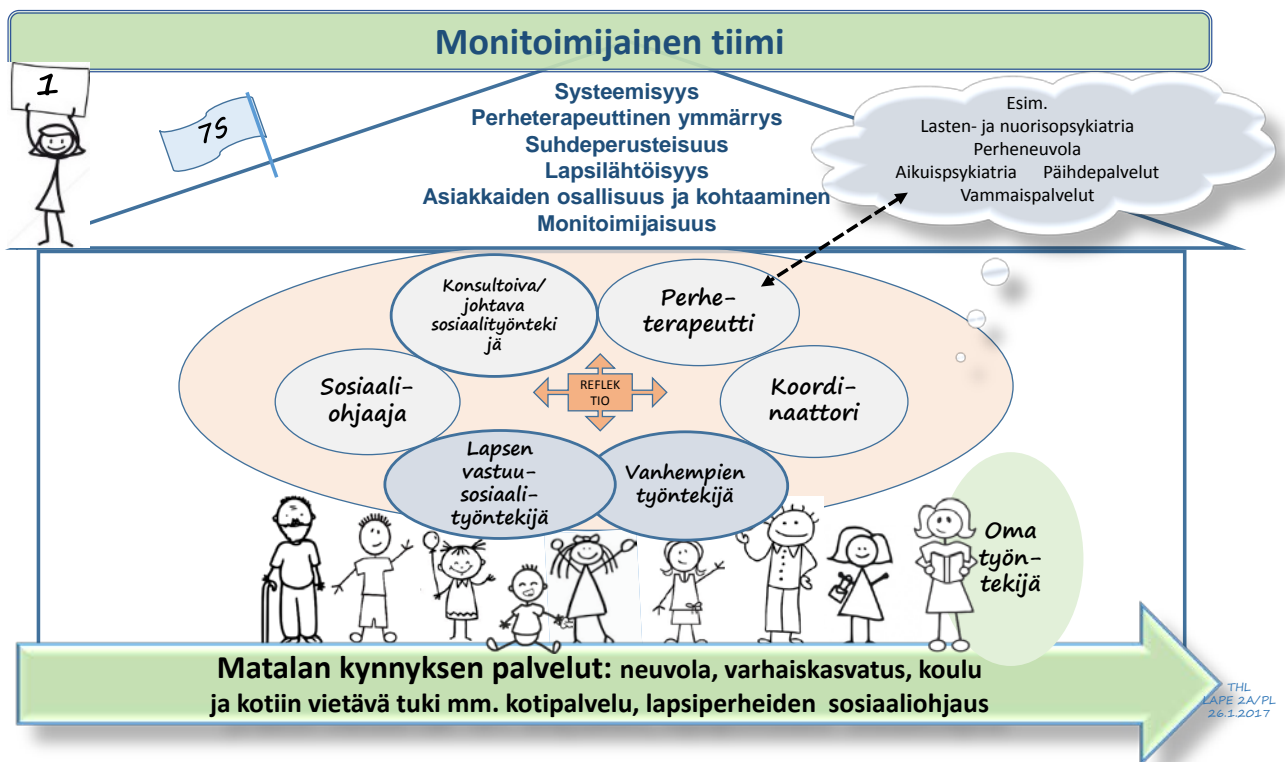 Monitoimijainen tiimi
1
7S
Systeemisyys
Perheterapeuttinen ymmärrys
Suhdeperusteisuus
Lapsilähtöisyys
Asiakkaiden osallisuus ja kohtaaminen
Monitoimijaisuus
Esim.
Lasten- ja nuorisopsykiatria
Perheneuvola
Aikuispsykiatria Päihdepalvelut
Vammaispalvelut
Konsultoiva/
johtava
sosiaalityönteki
jä
Perhe-
terapeutti
Sosiaali-
ohjaaja
REFLEK
TIO
Koordi-
naattori
Lapsen
vastuu-
sosiaali-
työntekijä
Vanhempien
työntekijä
Oma
työn-
tekijä
Matalan kynnyksen palvelut: neuvola, varhaiskasvatus, koulu
ja kotiin vietävä tuki mm. kotipalvelu, lapsiperheiden sosiaaliohjaus
THL
LAPE 2A/PL
26.1.2017